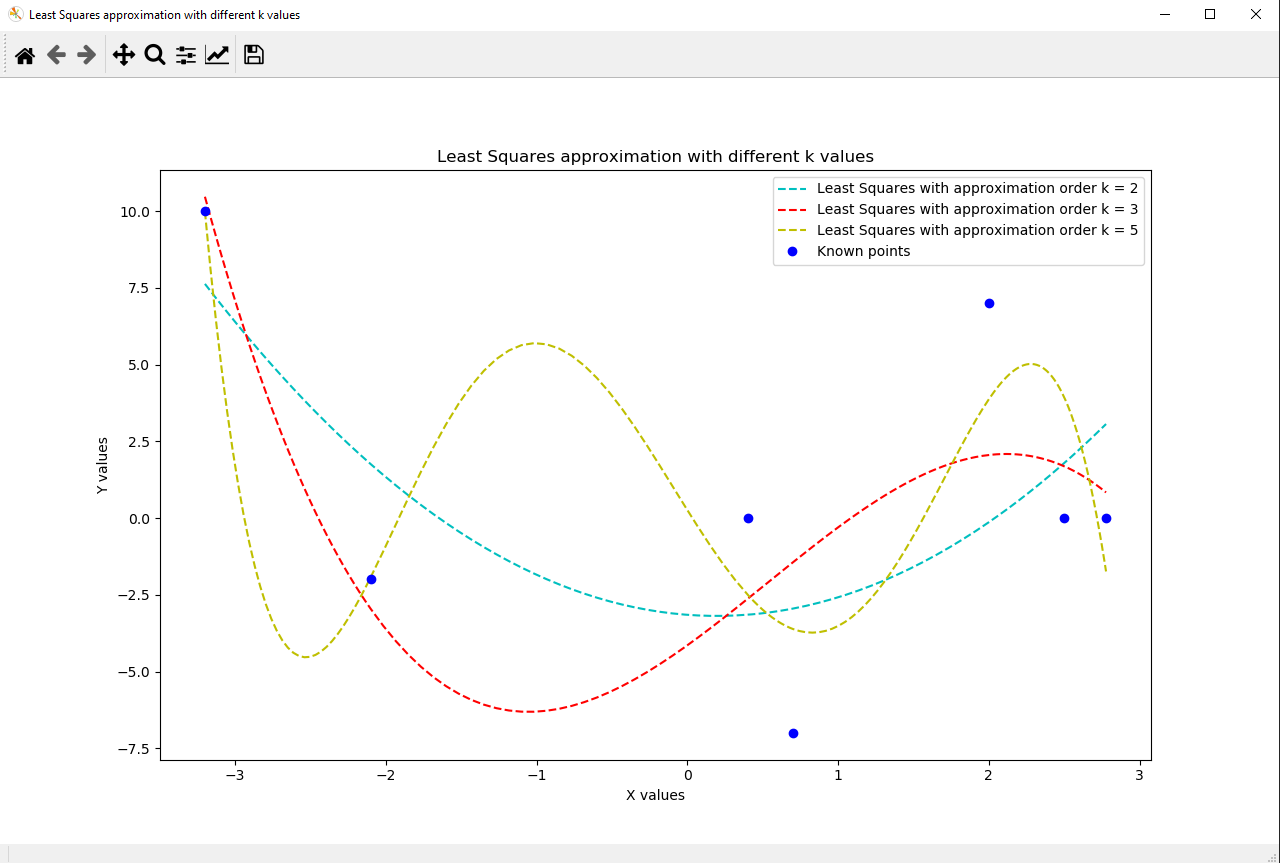 Least Squares approximation with different k values
Least Squares approximation with different k values
Least Squares with approximation order k = 2
Least Squares with approximation order k = 3
Least Squares with approximation order k = 5
Known points
10.0
7.5
5.0
2.5
0.0
−2.5
−5.0
−7.5
Y values
−3 −2 −1 0 1 2 3
X values